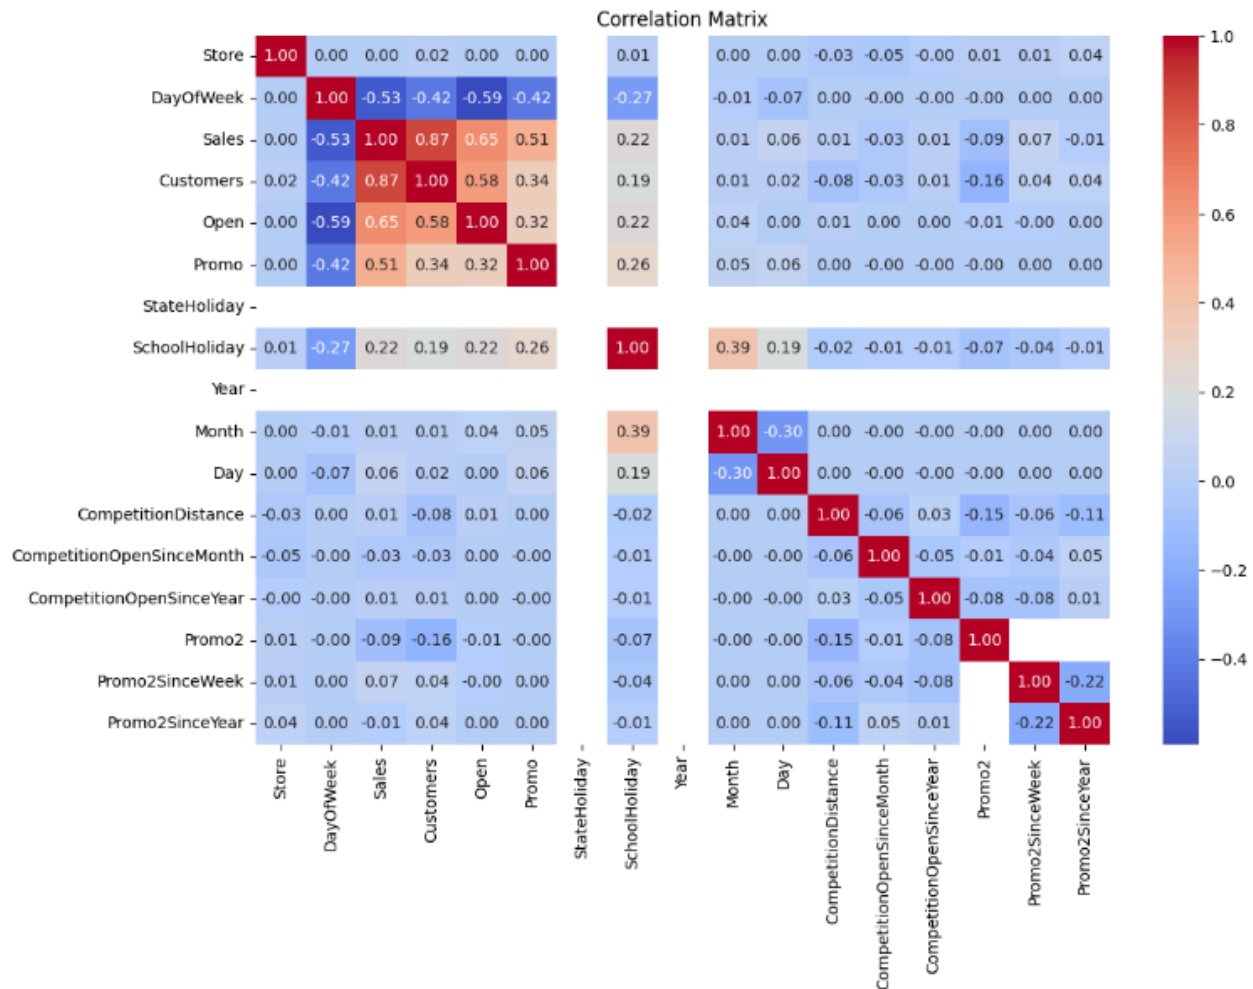 Correlation Matrix
Store 1.00 0.00 0.00 0.02 0.00 0.00 0.01 0.00 0.00 -0.03 -0.05 -0.00 0.01 0.01 0.04
DayOfWeek 0.00 1.00 -0.53 -0.42 -0.59 -0.42 -0.27 -0.01 -0.07 0.00 -0.00 -0.00 -0.00 0.00 0.00
Sales 0.00 -0.53 1.00 0.87 0.65 0.51 0.22 0.01 0.06 0.01 -0.03 0.01 -0.09 0.07 -0.01
Customers 0.02 -0.42 0.87 1.00 0.58 0.34 0.19 0.01 0.02 -0.08 -0.03 0.01 -0.16 0.04 0.04
Open 0.00 -0.59 0.65 0.58 1.00 0.32 0.22 0.04 0.00 0.01 0.00 0.00 -0.01 -0.00 0.00
Promo 0.00 -0.42 0.51 0.34 0.32 1.00 0.26 0.05 0.06 0.00 -0.00 -0.00 -0.00 0.00 0.00
StateHoliday
SchoolHoliday 0.01 -0.27 0.22 0.19 0.22 0.26 1.00 0.39 0.19 -0.02 -0.01 -0.01 -0.07 -0.04 -0.01
Year
Month 0.00 -0.01 0.01 0.01 0.04 0.05 0.39 1.00 -0.30 0.00 -0.00 -0.00 -0.00 0.00 0.00
Day 0.00 -0.07 0.06 0.02 0.00 0.06 0.19 -0.30 1.00 0.00 -0.00 -0.00 -0.00 0.00 0.00
CompetitionDistance -0.03 0.00 0.01 -0.08 0.01 0.00 -0.02 0.00 0.00 1.00 -0.06 0.03 -0.15 -0.06 -0.11
CompetitionOpenSinceMonth -0.05 -0.00 -0.03 -0.03 0.00 -0.00 -0.01 -0.00 -0.00 -0.06 1.00 -0.05 -0.01 -0.04 0.05
CompetitionOpenSinceYear -0.00 -0.00 0.01 0.01 0.00 -0.00 -0.01 -0.00 -0.00 0.03 -0.05 1.00 -0.08 -0.08 0.01
Promo2 0.01 -0.00 -0.09 -0.16 -0.01 -0.00 -0.07 -0.00 -0.00 -0.15 -0.01 -0.08 1.00
Promo2SinceWeek 0.01 0.00 0.07 0.04 -0.00 0.00 -0.04 0.00 0.00 -0.06 -0.04 -0.08 1.00 -0.22
Promo2SinceYear 0.04 0.00 -0.01 0.04 0.00 0.00 -0.01 0.00 0.00 -0.11 0.05 0.01 -0.22 1.00
Store
DayOfWeek
Sales
Customers
Open
Promo
StateHoliday
SchoolHoliday
Year
Month
Day
CompetitionDistance
CompetitionOpenSinceMonth
CompetitionOpenSinceYear
Promo2
Promo2SinceWeek
Promo2SinceYear
1.0
0.8
0.6
0.4
0.2
0.0
−0.2
−0.4